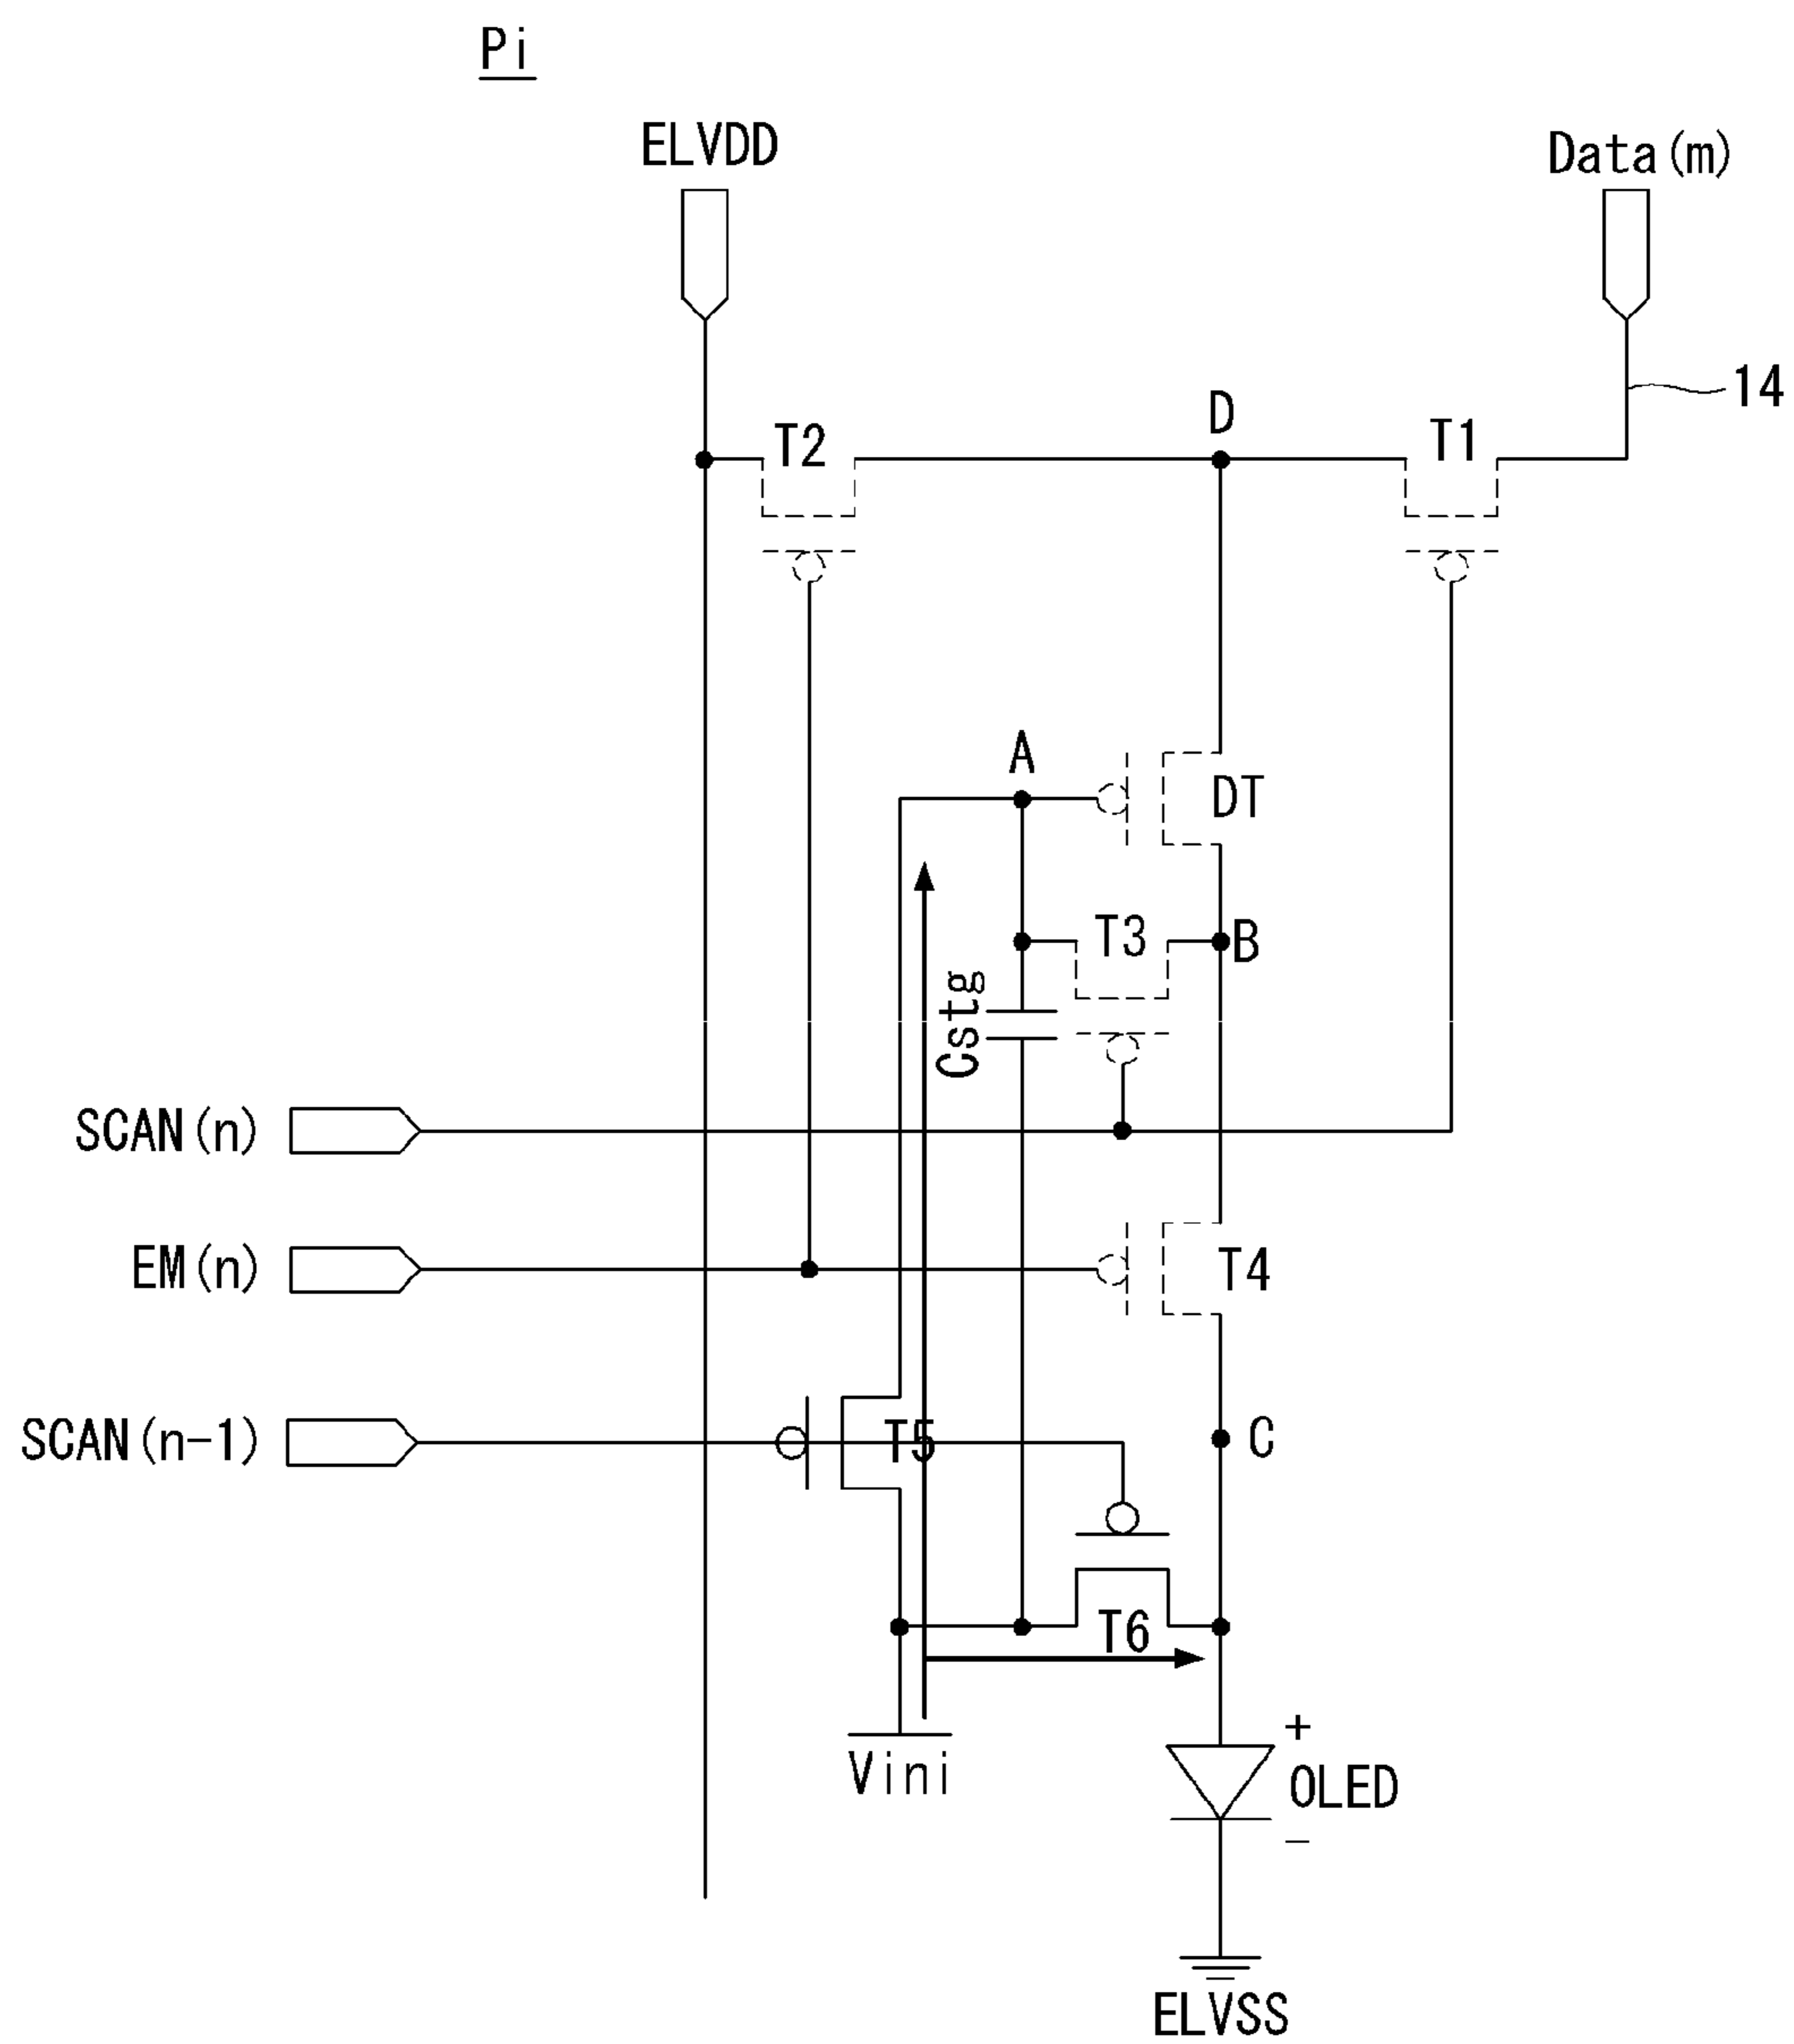 Pi
ELVDD
Data(m)
14
D
T2
T1
A
DT
T3
B
Cstg
SCAN(n)
EM(n)
T4
SCAN(n-1)
T5
C
T6
+
Vini
OLED
−
ELVSS